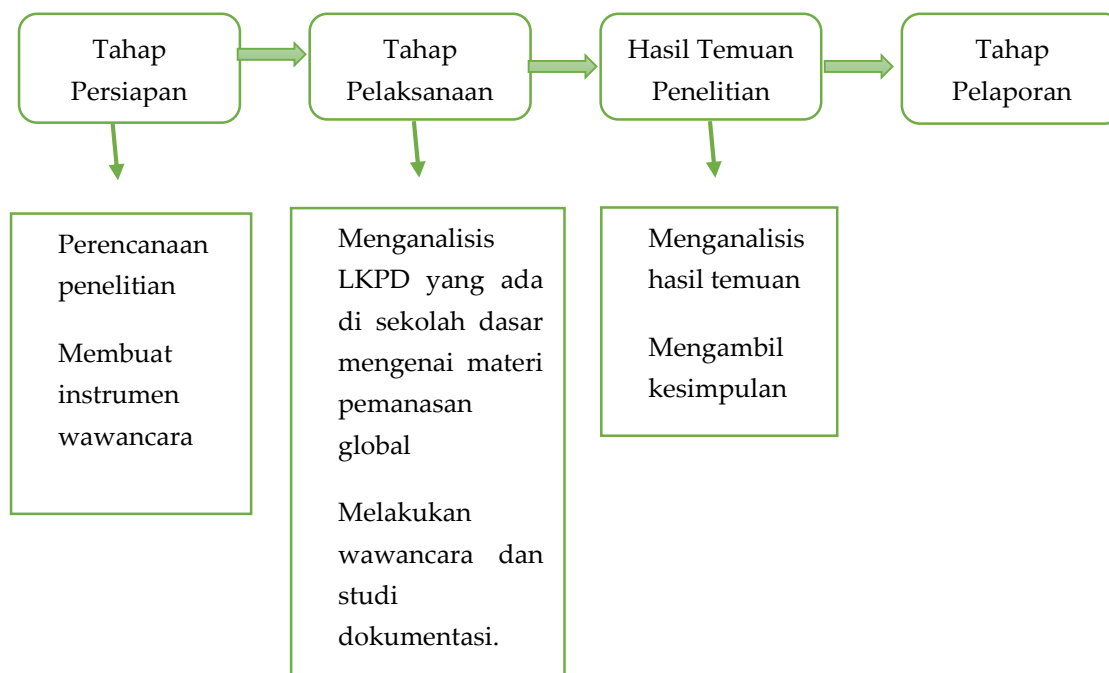 Tahap
Persiapan
Tahap
Pelaksanaan
Hasil Temuan
Penelitian
Tahap
Pelaporan
Perencanaan
penelitian
Membuat
instrumen
wawancara
Menganalisis
LKPD yang ada
di sekolah dasar
mengenai materi
pemanasan
global
Melakukan
wawancara dan
studi
dokumentasi.
Menganalisis
hasil temuan
Mengambil
kesimpulan